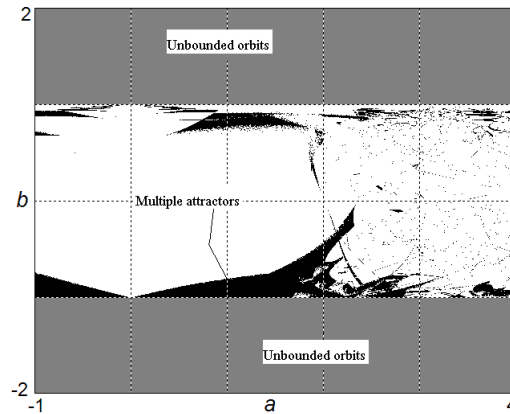 2
Unbounded orbits
b
Multiple attractors
Unbounded orbits
-2
-1
a
4